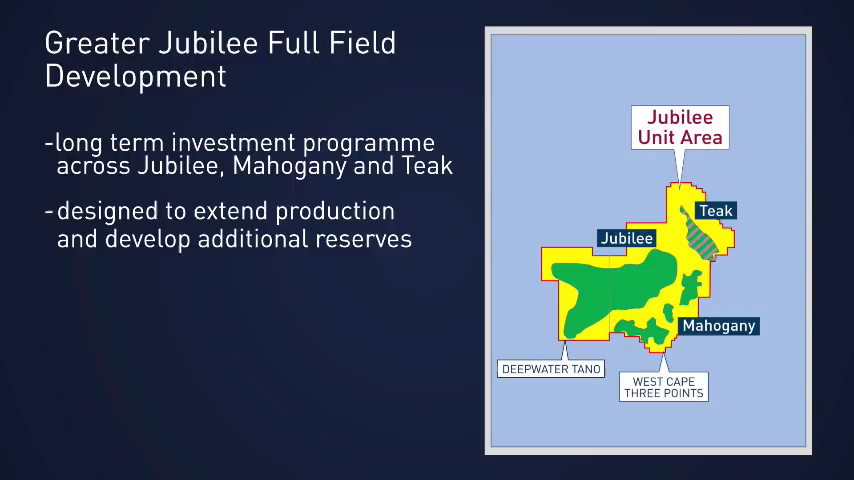 Greater Jubilee Full Field
Development
-long term investment programme
across Jubilee, Mahogany and Teak
-designed to extend production
and develop additional reserves
Jubilee
Unit Area
Teak
Jubilee
Mahogany
DEEPWATER TANO
WEST CAPE
THREE POINTS